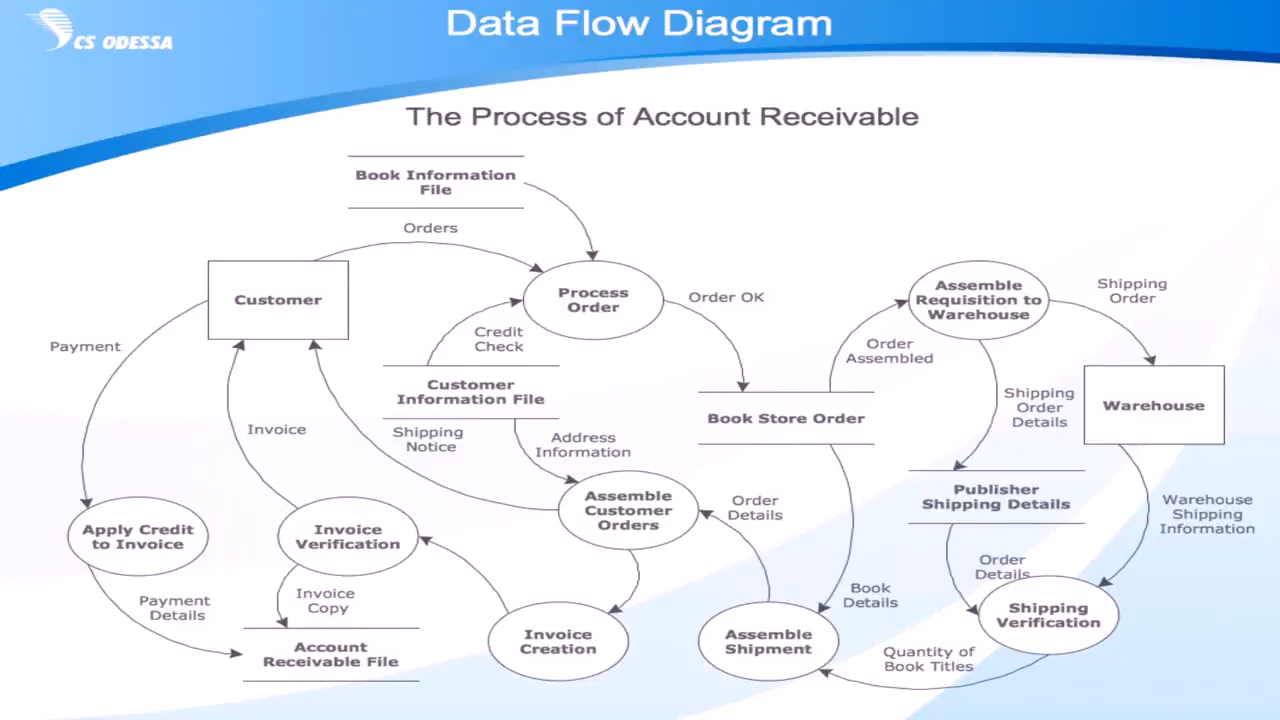 CS ODESSA
Data Flow Diagram
The Process of Account Receivable
Book Information
File
Orders
Customer
Process
Order
Order OK
Assemble
Requisition to
Warehouse
Shipping
Order
Payment
Credit
Check
Order
Assembled
Customer
Information File
Book Store Order
Shipping
Order
Details
Warehouse
Invoice
Shipping
Notice
Address
Information
Assemble
Customer
Orders
Order
Details
Publisher
Shipping Details
Warehouse
Shipping
Information
Apply Credit
to Invoice
Invoice
Verification
Order
Details
Payment
Details
Invoice
Copy
Book
Details
Shipping
Verification
Account
Receivable File
Invoice
Creation
Assemble
Shipment
Quantity of
Book Titles